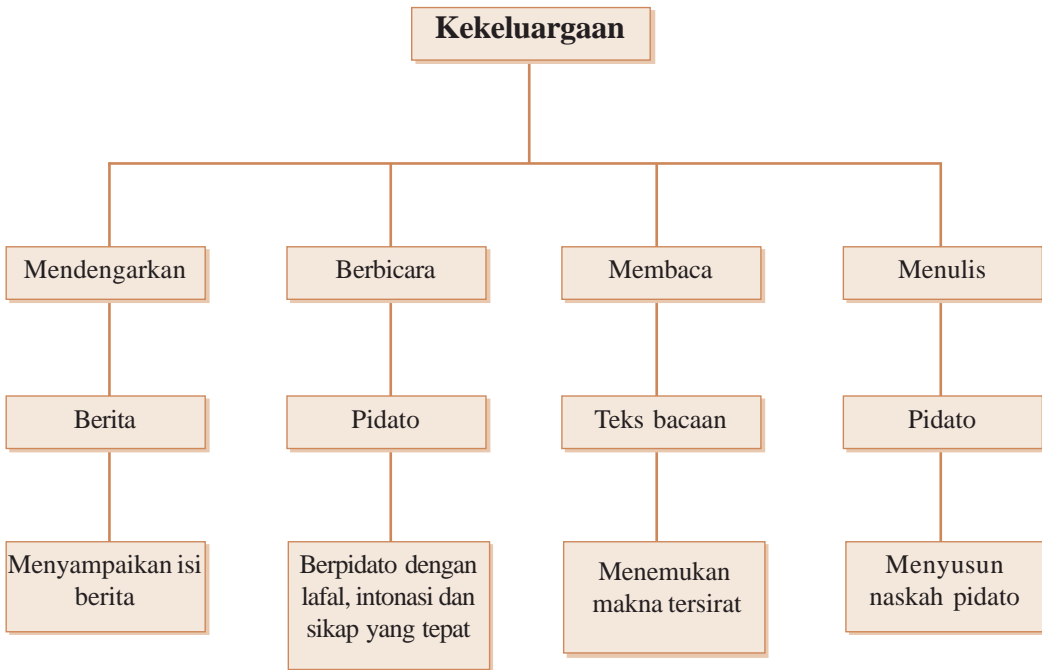 Kekeluargaan
Mendengarkan
Berbicara
Membaca
Menulis
Berita
Pidato
Teks bacaan
Pidato
Menyampaikan isi
berita
Berpidato dengan
lafal, intonasi dan
sikap yang tepat
Menemukan
makna tersirat
Menyusun
naskah pidato